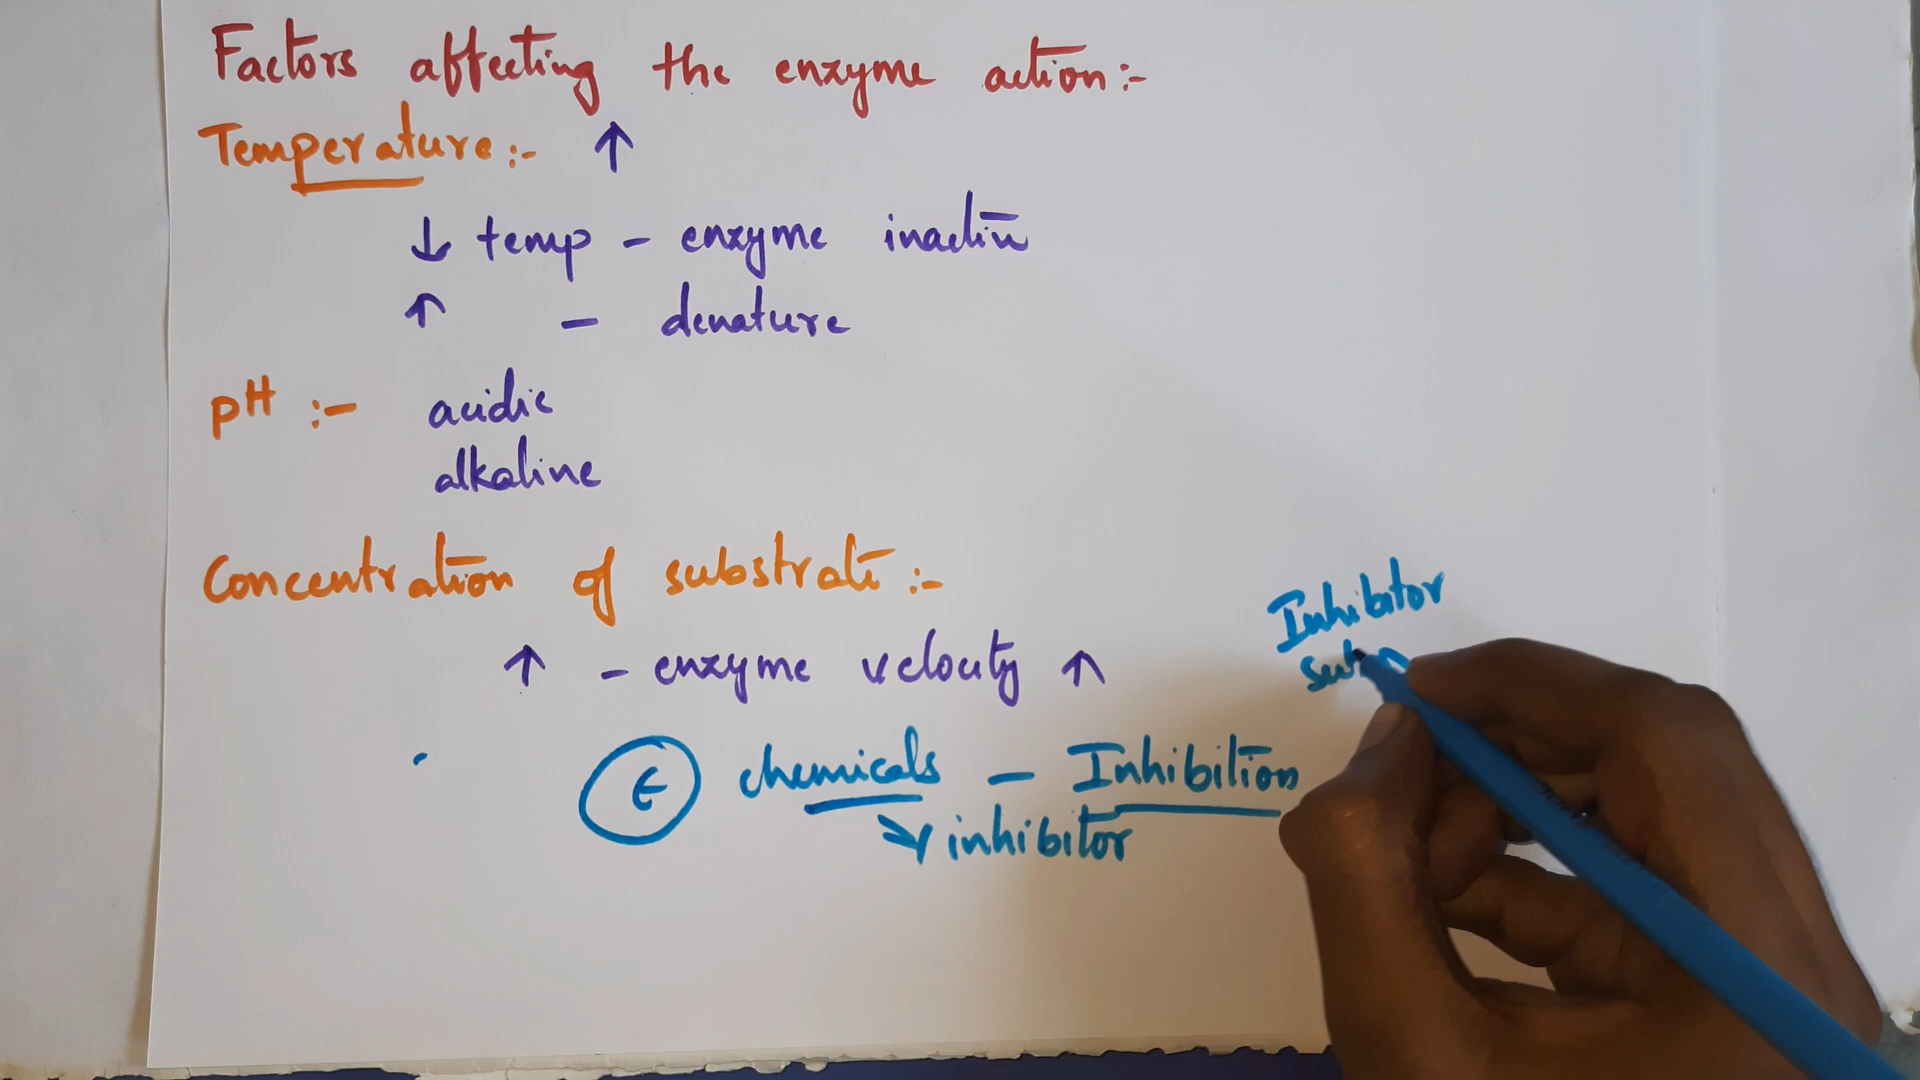 Factors affecting the enzyme action:-
Temperature:- ↑
↓ temp - enzyme inactive
↑ - denature
pH :- acidic
alkaline
Concentration of substrate:-
↑ - enzyme velocity ↑
E chemicals - Inhibition
inhibitor
Inhibitor